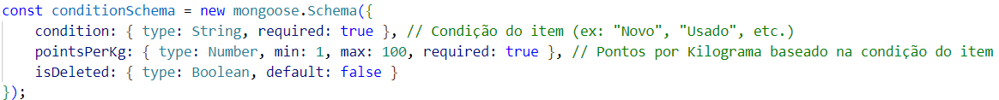 const conditionSchema = new mongoose.Schema({
    condition: { type: String, required: true }, // Condição do item (ex: "Novo", "Usado", etc.)
    pointsPerKg: { type: Number, min: 1, max: 100, required: true }, // Pontos por Kilograma baseado na condição do item
    isDeleted: { type: Boolean, default: false }
});